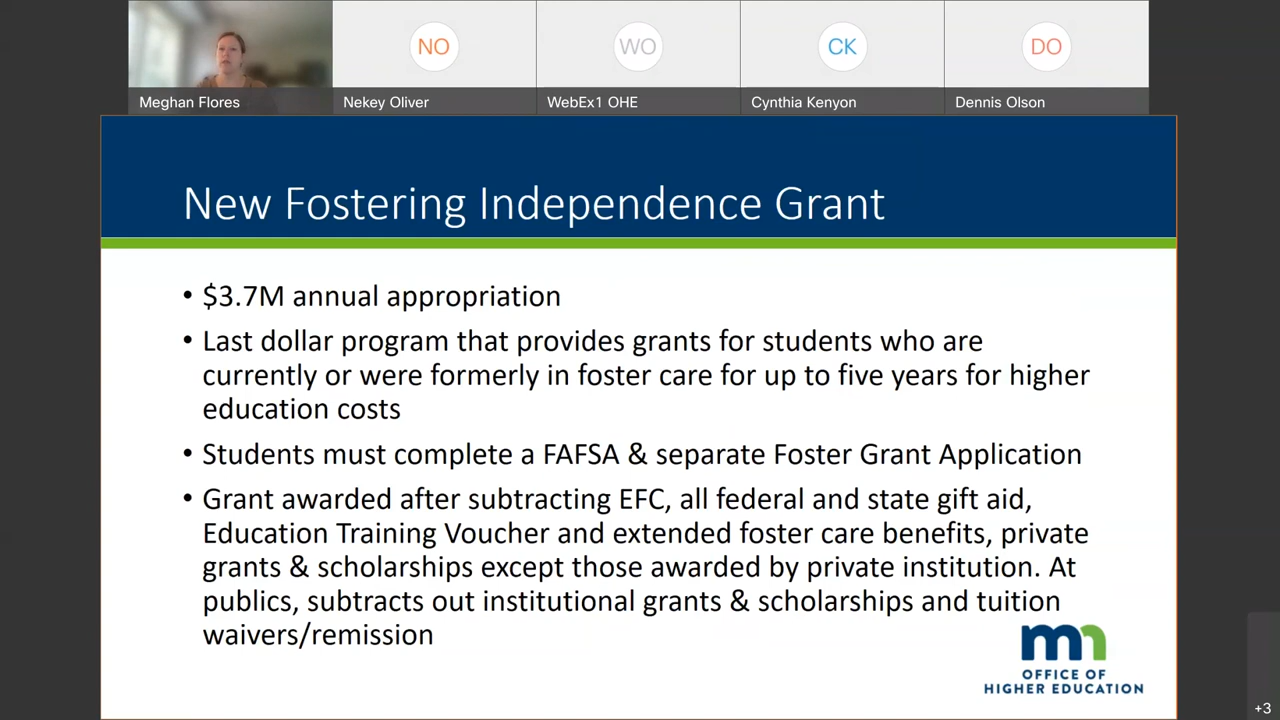 NO
WO
CK
DO
Meghan Flores
Nekey Oliver
WebEx1 OHE
Cynthia Kenyon
Dennis Olson
New Fostering Independence Grant
• $3.7M annual appropriation
• Last dollar program that provides grants for students who are
currently or were formerly in foster care for up to five years for higher
education costs
• Students must complete a FAFSA & separate Foster Grant Application
• Grant awarded after subtracting EFC, all federal and state gift aid,
Education Training Voucher and extended foster care benefits, private
grants & scholarships except those awarded by private institution. At
publics, subtracts out institutional grants & scholarships and tuition
waivers/remission
mn
OFFICE OF
HIGHER EDUCATION
+3